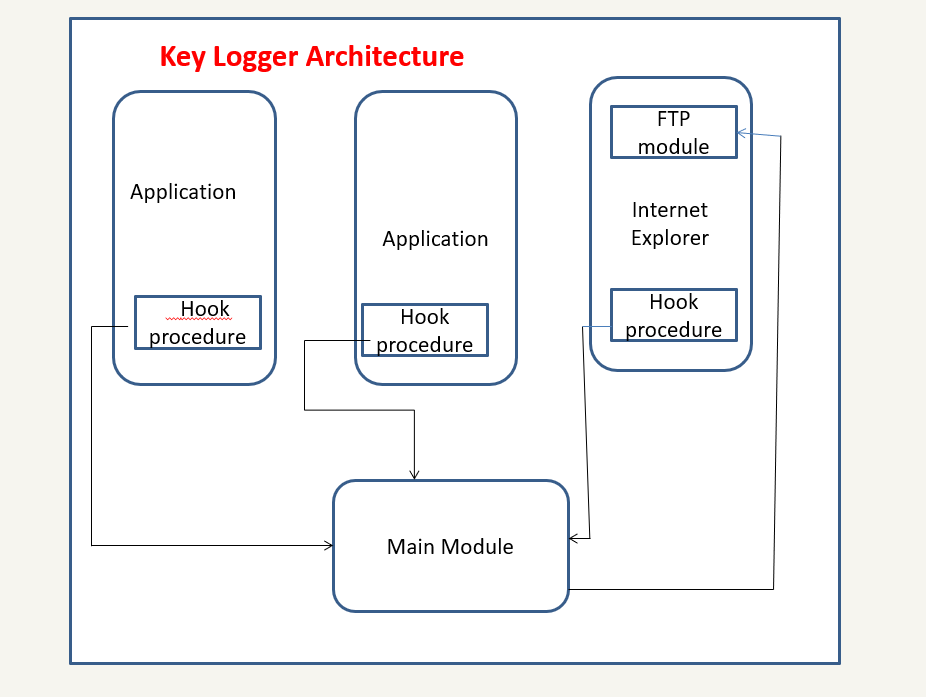 Key Logger Architecture
Application
Hook
procedure
Application
Hook
procedure
FTP
module
Internet
Explorer
Hook
procedure
Main Module